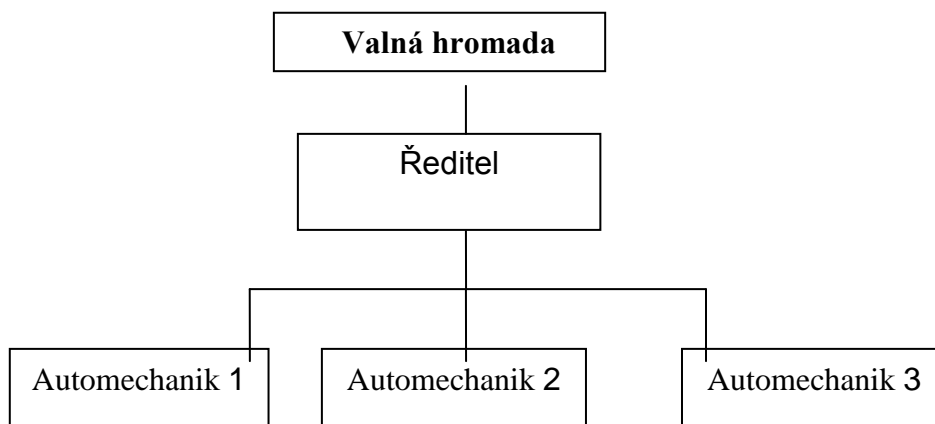 Valná hromada
Ředitel
Automechanik 1
Automechanik 2
Automechanik 3